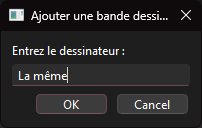 Ajouter une bande dessi...
Entrez le dessinateur :
La même
OK
Cancel